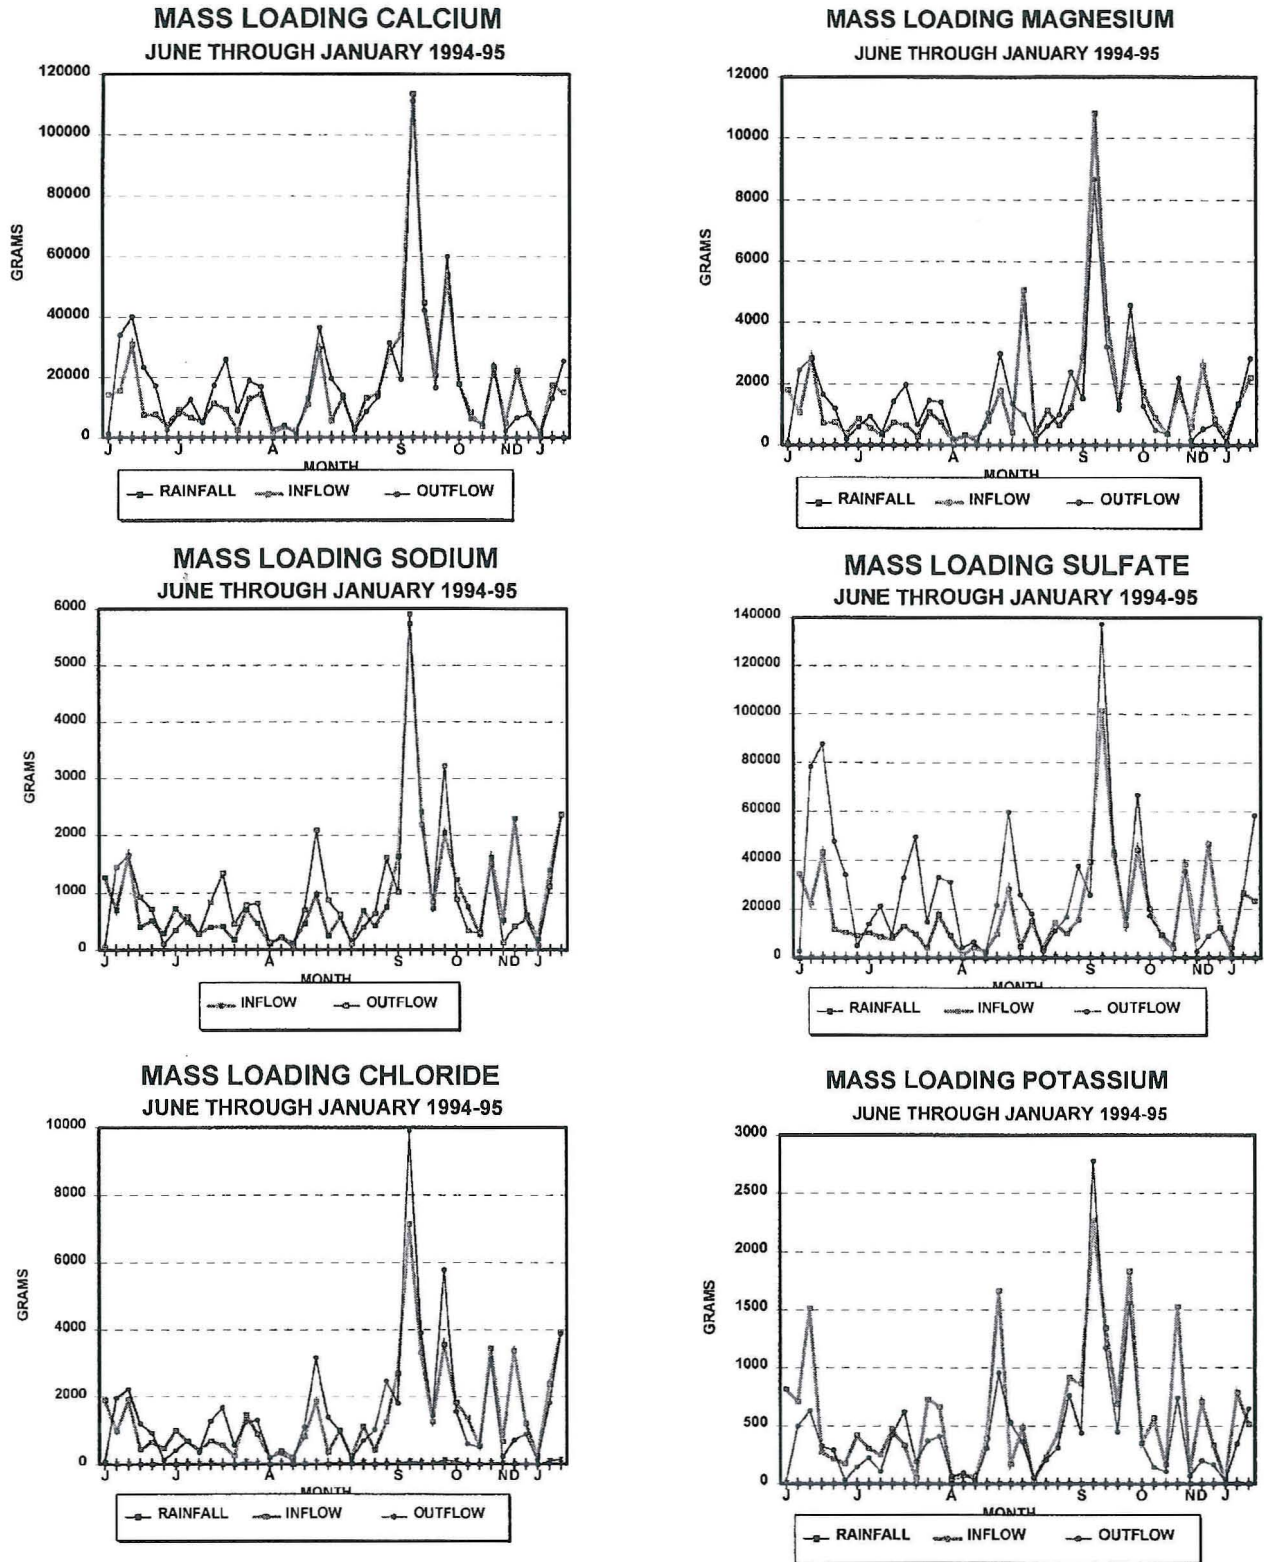 MASS LOADING CALCIUM
JUNE THROUGH JANUARY 1994-95
120000
100000
80000
60000
40000
20000
0
GRAMS
J J A S O N D J
MONTH
RAINFALL INFLOW OUTFLOW
MASS LOADING MAGNESIUM
JUNE THROUGH JANUARY 1994-95
12000
10000
8000
6000
4000
2000
0
GRAMS
J J A S O N D J
MONTH
RAINFALL INFLOW OUTFLOW
MASS LOADING SODIUM
JUNE THROUGH JANUARY 1994-95
6000
5000
4000
3000
2000
1000
0
GRAMS
J J A S O N D J
MONTH
INFLOW OUTFLOW
MASS LOADING SULFATE
JUNE THROUGH JANUARY 1994-95
140000
120000
100000
80000
60000
40000
20000
0
J J A S O N D J
MONTH
RAINFALL INFLOW OUTFLOW
MASS LOADING CHLORIDE
JUNE THROUGH JANUARY 1994-95
10000
8000
6000
4000
2000
0
GRAMS
J J A S O N D J
MONTH
RAINFALL INFLOW OUTFLOW
MASS LOADING POTASSIUM
JUNE THROUGH JANUARY 1994-95
3000
2500
2000
1500
1000
500
0
GRAMS
J J A S O N D J
MONTH
RAINFALL INFLOW OUTFLOW